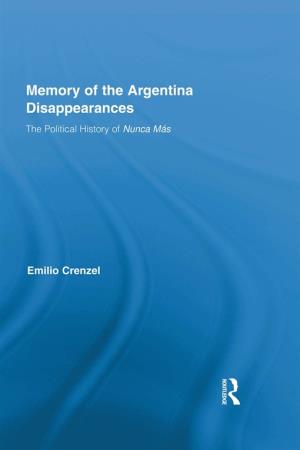 Memory of the Argentina
Disappearances
The Political History of Nunca Más
Emilio Crenzel
R
ROUTLEDGE